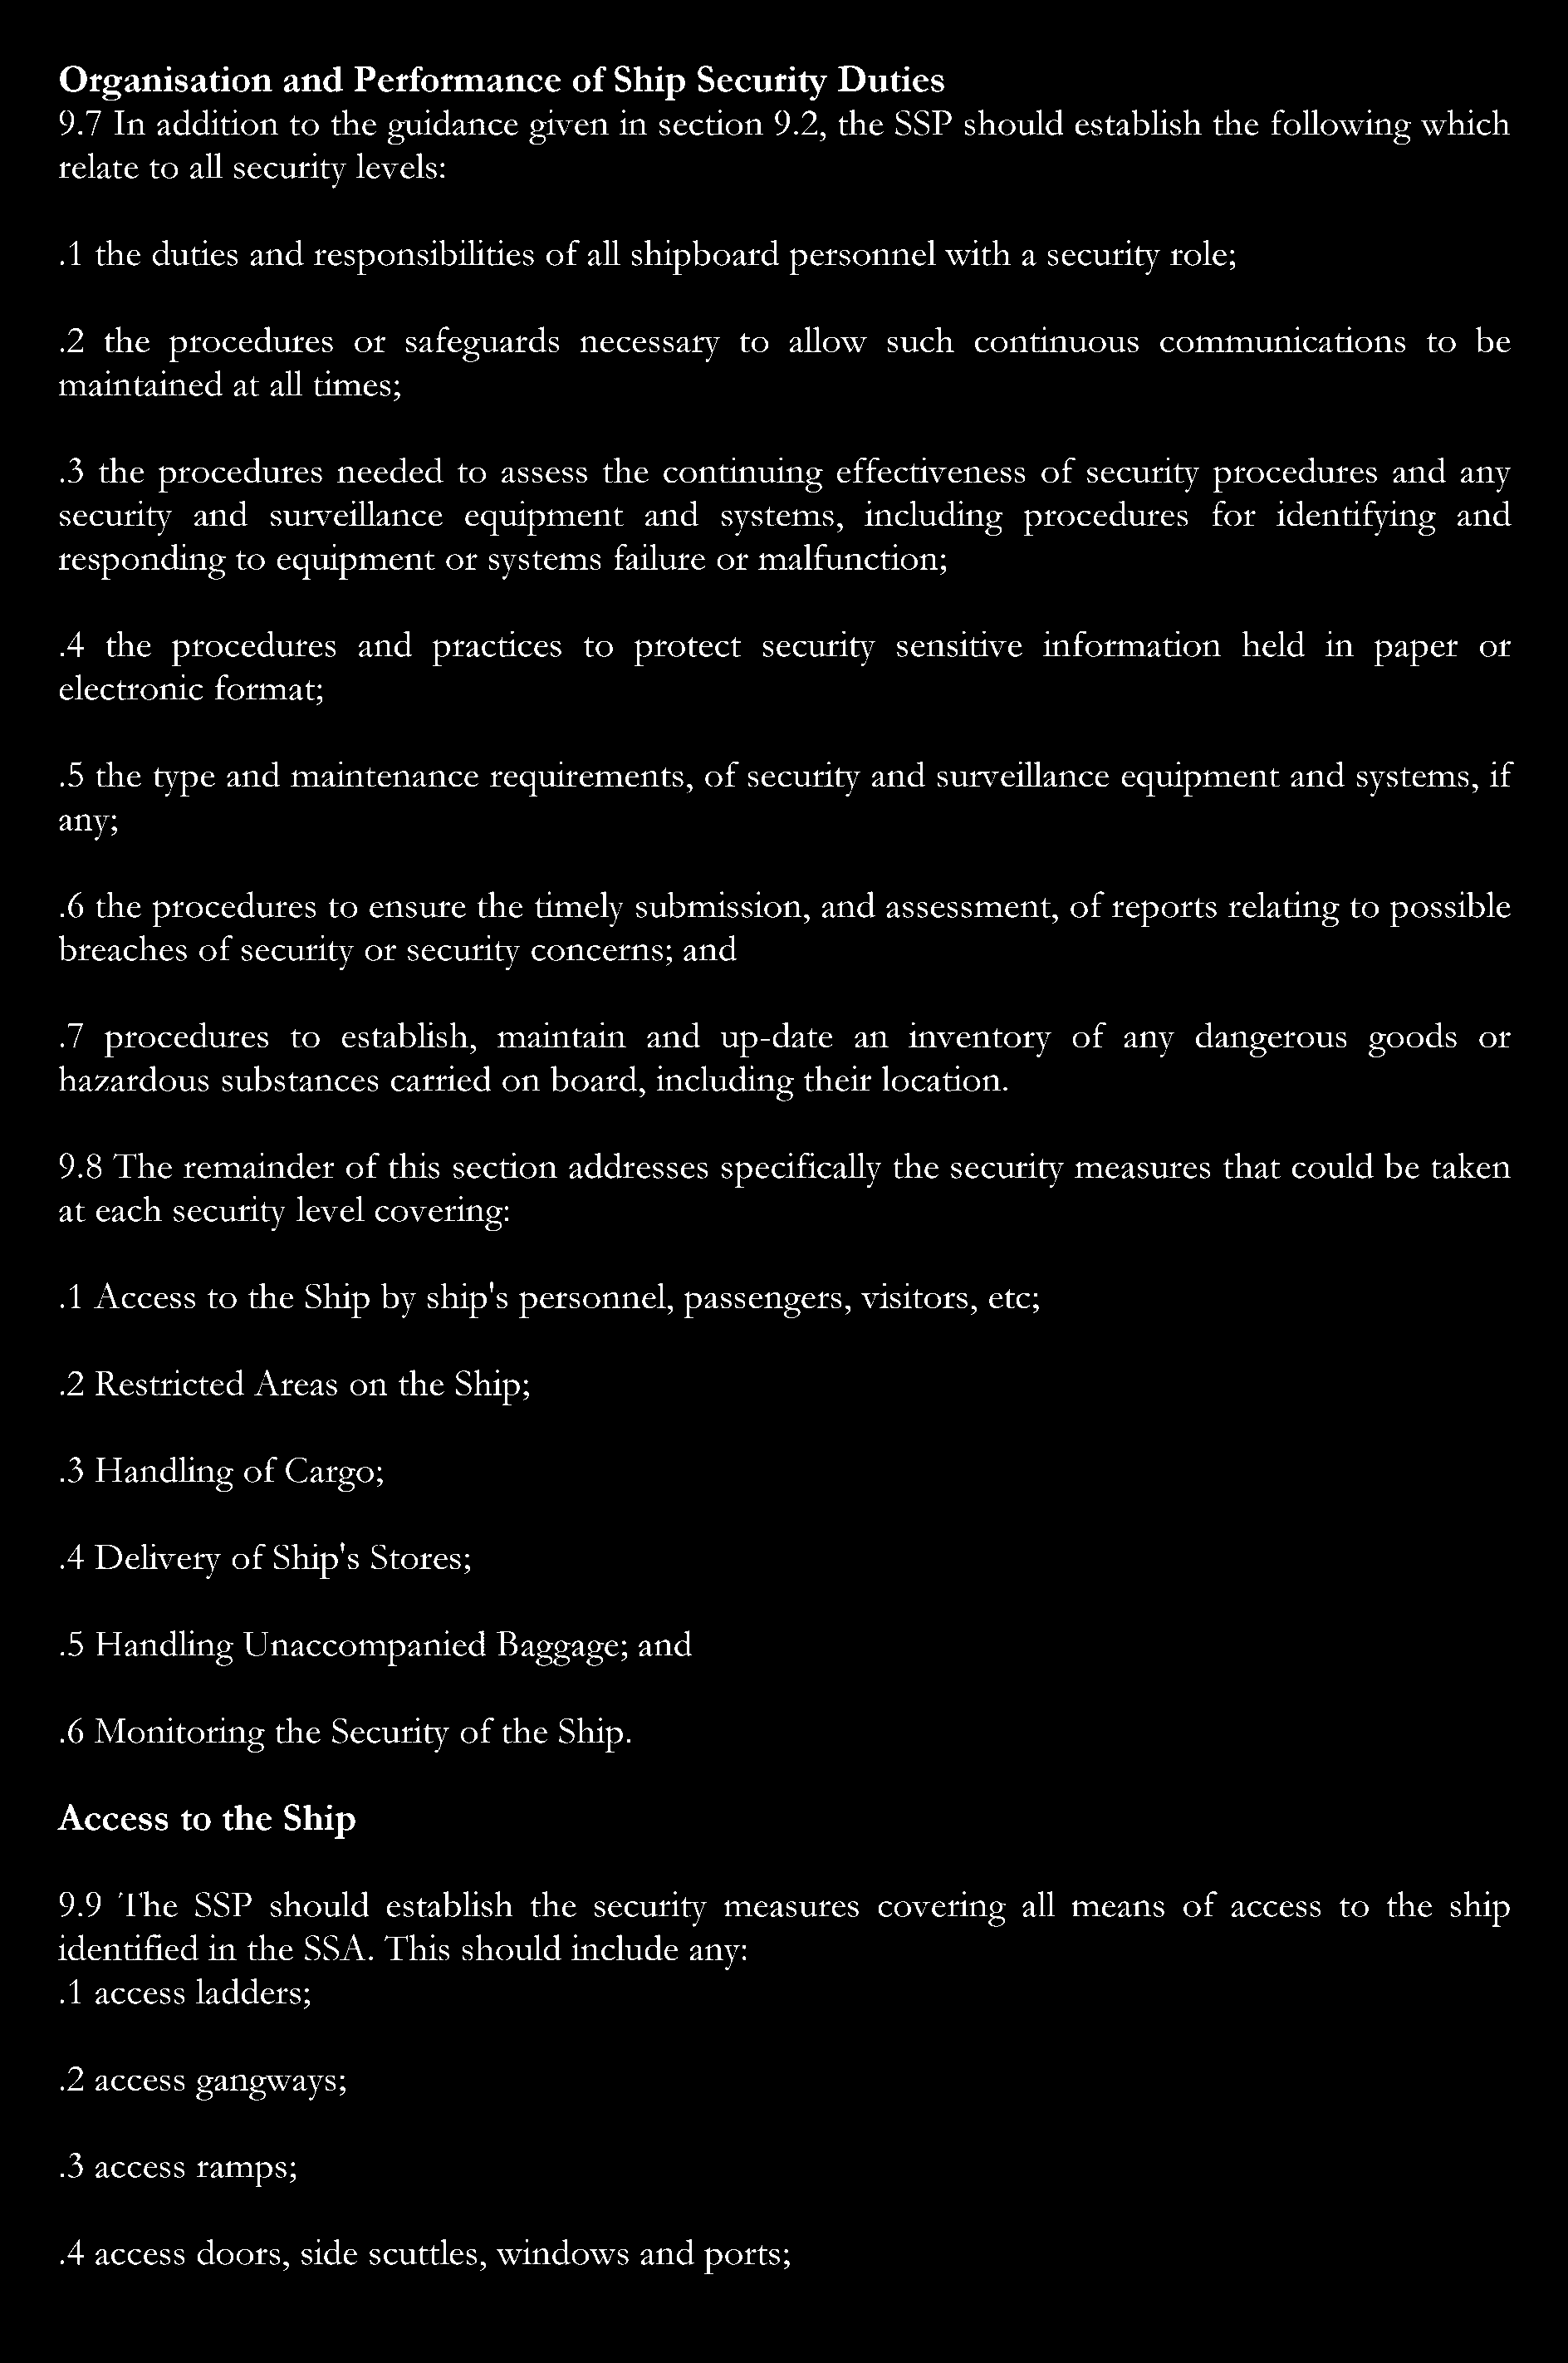 Organisation and Performance of Ship Security Duties
9.7 In addition to the guidance given in section 9.2, the SSP should establish the following which
relate to all security levels:
.1 the duties and responsibilities of all shipboard personnel with a security role;
.2 the procedures or safeguards necessary to allow such continuous communications to be
maintained at all times;
.3 the procedures needed to assess the continuing effectiveness of security procedures and any
security and surveillance equipment and systems, including procedures for identifying and
responding to equipment or systems failure or malfunction;
.4 the procedures and practices to protect security sensitive information held in paper or
electronic format;
.5 the type and maintenance requirements, of security and surveillance equipment and systems, if
any;
.6 the procedures to ensure the timely submission, and assessment, of reports relating to possible
breaches of security or security concerns; and
.7 procedures to establish, maintain and up-date an inventory of any dangerous goods or
hazardous substances carried on board, including their location.
9.8 The remainder of this section addresses specifically the security measures that could be taken
at each security level covering:
.1 Access to the Ship by ship's personnel, passengers, visitors, etc;
.2 Restricted Areas on the Ship;
.3 Handling of Cargo;
.4 Delivery of Ship's Stores;
.5 Handling Unaccompanied Baggage; and
.6 Monitoring the Security of the Ship.
Access to the Ship
9.9 The SSP should establish the security measures covering all means of access to the ship
identified in the SSA. This should include any:
.1 access ladders;
.2 access gangways;
.3 access ramps;
.4 access doors, side scuttles, windows and ports;